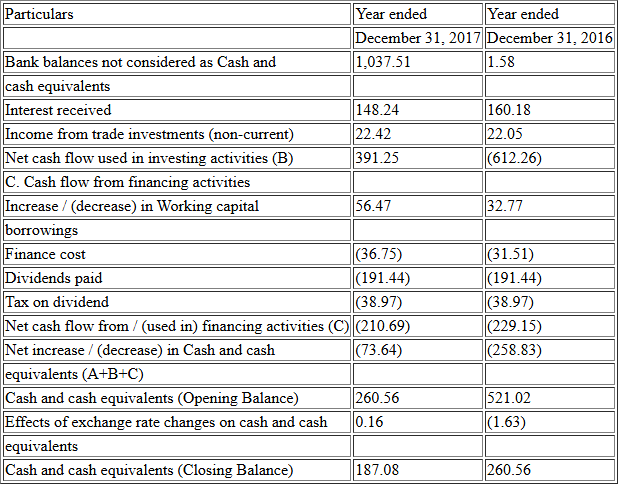 Particulars Year ended Year ended
December 31, 2017 December 31, 2016
Bank balances not considered as Cash and 1,037.51 1.58
cash equivalents
Interest received 148.24 160.18
Income from trade investments (non-current) 22.42 22.05
Net cash flow used in investing activities (B) 391.25 (612.26)
C. Cash flow from financing activities
Increase / (decrease) in Working capital 56.47 32.77
borrowings
Finance cost (36.75) (31.51)
Dividends paid (191.44) (191.44)
Tax on dividend (38.97) (38.97)
Net cash flow from / (used in) financing activities (C) (210.69) (229.15)
Net increase / (decrease) in Cash and cash (73.64) (258.83)
equivalents (A+B+C)
Cash and cash equivalents (Opening Balance) 260.56 521.02
Effects of exchange rate changes on cash and cash 0.16 (1.63)
equivalents
Cash and cash equivalents (Closing Balance) 187.08 260.56